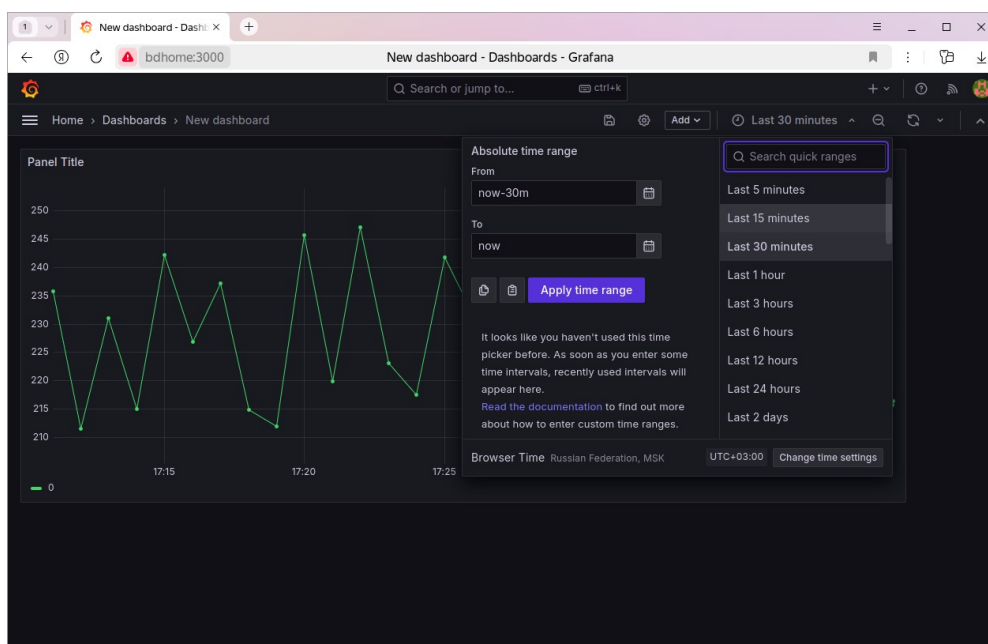 1
New dashboard - Dashb
bdhome:3000
New dashboard - Dashboards - Grafana
Search or jump to...
ctrl+k
Home › Dashboards › New dashboard
Add
Last 30 minutes
Panel Title
250
245
240
235
230
225
220
215
210
17:15
17:20
17:25
0
Absolute time range
From
now-30m
To
now
Apply time range
It looks like you haven't used this time
picker before. As soon as you enter some
time intervals, recently used intervals will
appear here.
Read the documentation to find out more
about how to enter custom time ranges.
Search quick ranges
Last 5 minutes
Last 15 minutes
Last 30 minutes
Last 1 hour
Last 3 hours
Last 6 hours
Last 12 hours
Last 24 hours
Last 2 days
Browser Time Russian Federation, MSK
UTC+03:00
Change time settings